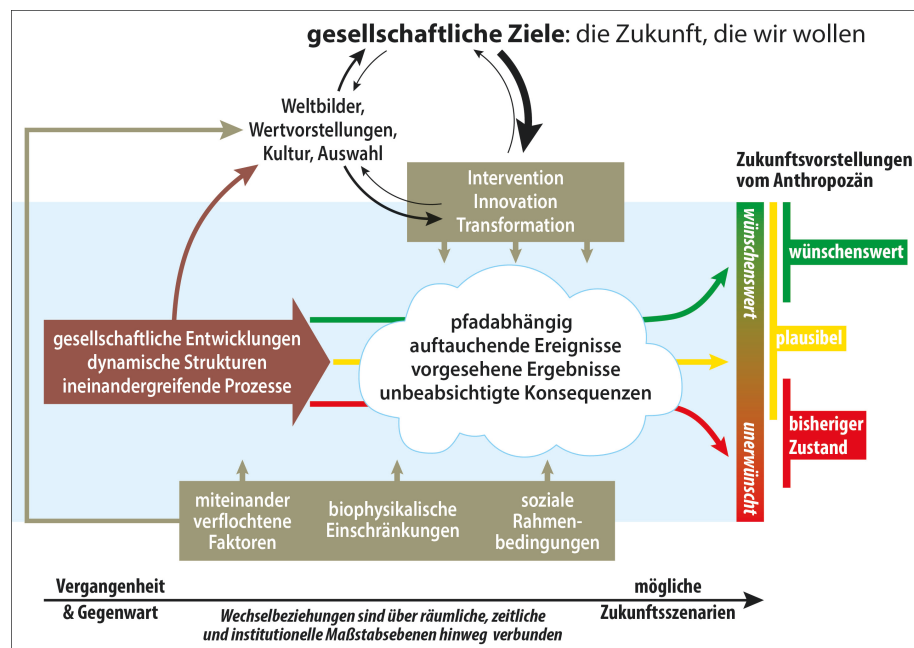 gesellschaftliche Ziele: die Zukunft, die wir wollen
Weltbilder,
Wertvorstellungen,
Kultur, Auswahl
Intervention
Innovation
Transformation
Zukunftsvorstellungen
vom Anthropozän
wünschenswert
unerwünscht
wünschenswert
plausibel
bisheriger
Zustand
gesellschaftliche Entwicklungen
dynamische Strukturen
ineinandergreifende Prozesse
pfadabhängig
auftauchende Ereignisse
vorgesehene Ergebnisse
unbeabsichtigte Konsequenzen
miteinander
verflochtene
Faktoren
biophysikalische
Einschränkungen
soziale
Rahmen-
bedingungen
Vergangenheit
& Gegenwart
Wechselbeziehungen sind über räumliche, zeitliche
und institutionelle Maßstabsebenen hinweg verbunden
mögliche
Zukunftsszenarien